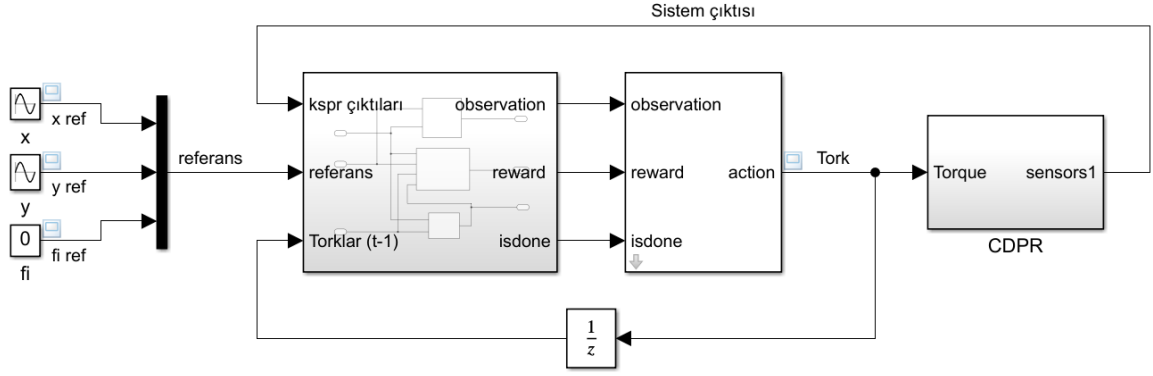 Sistem çıktısı
x ref
x
y ref
y
0
fi ref
fi
referans
kspr çıktıları
observation
referans
reward
Torklar (t-1)
isdone
observation
reward
action
isdone
Tork
Torque
sensors1
CDPR
1
z